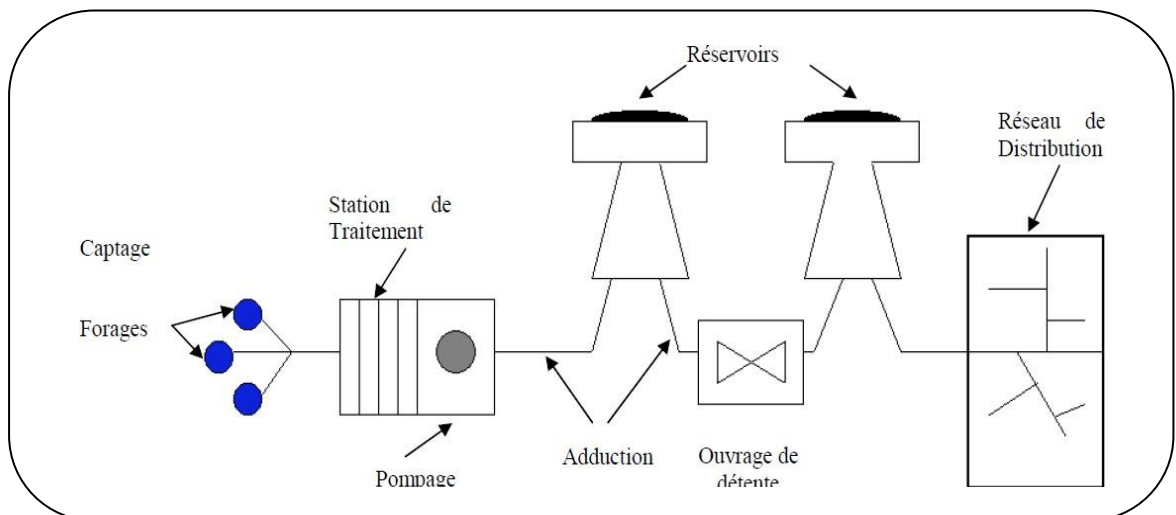 Réservoirs
Réseau de
Distribution
Station de
Traitement
Captage
Forages
Adduction
Ouvrage de
détente
Pompage